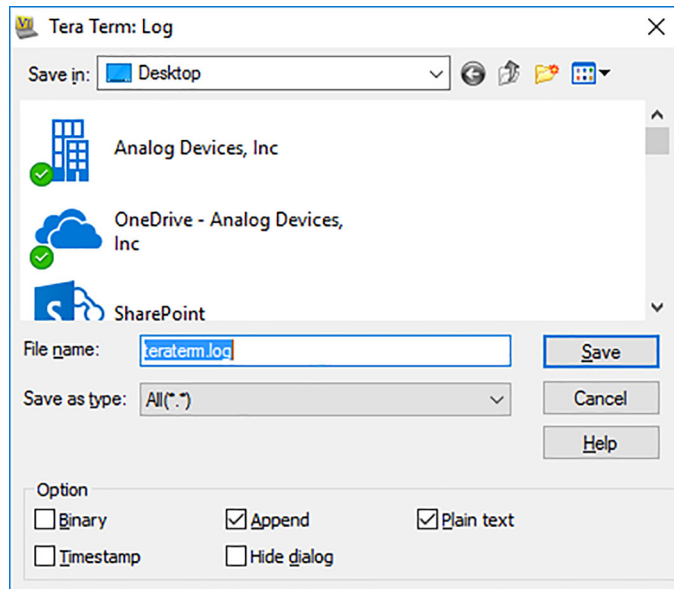 Tera Term: Log
Save in: Desktop
Analog Devices, Inc
OneDrive - Analog Devices,
Inc
SharePoint
File name: teraterm.log Save
Save as type: All(*.*) Cancel
Help
Option
Binary Append Plain text
Timestamp Hide dialog